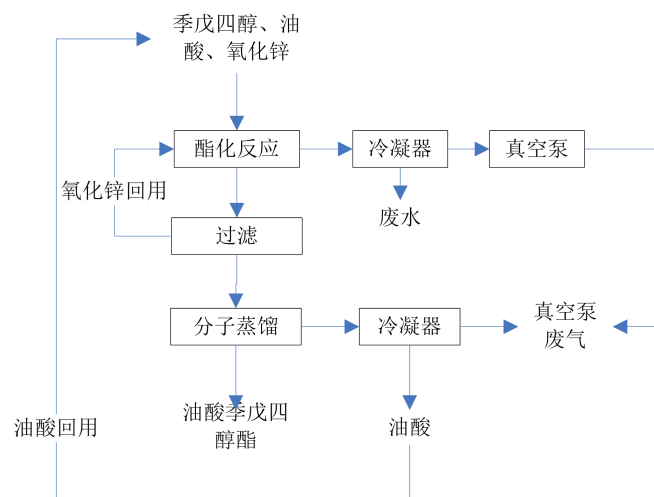 季戊四醇、油
酸、氧化锌
酯化反应
冷凝器
真空泵
氧化锌回用
废水
过滤
分子蒸馏
冷凝器
真空泵
废气
油酸季戊四
醇酯
油酸回用
油酸